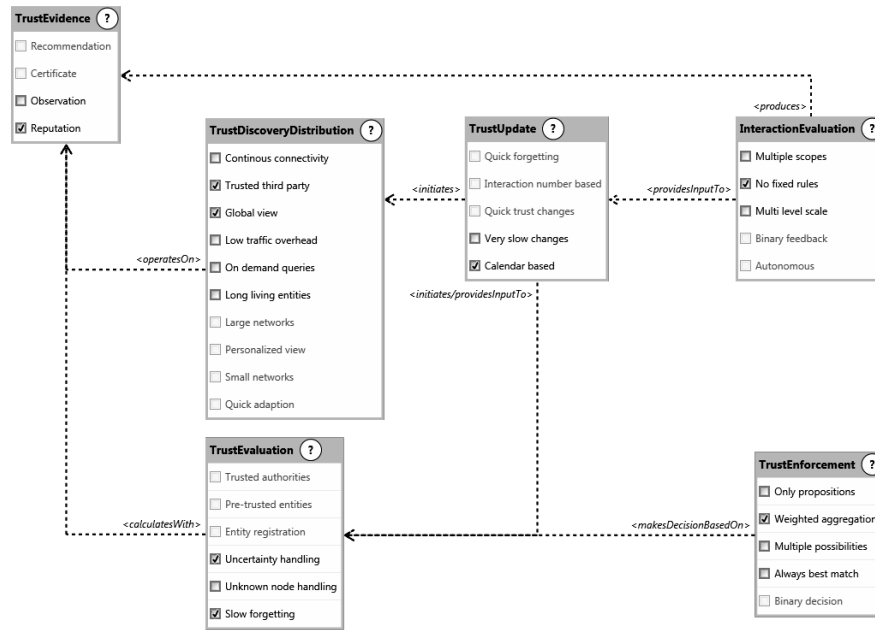 TrustEvidence ?
Recommendation
Certificate
Observation
Reputation
<produces>
TrustDiscoveryDistribution ?
Continous connectivity
Trusted third party
Global view
Low traffic overhead
On demand queries
Long living entities
Large networks
Personalized view
Small networks
Quick adaption
<initiates>
TrustUpdate ?
Quick forgetting
Interaction number based
Quick trust changes
Very slow changes
Calendar based
<providesInputTo>
InteractionEvaluation ?
Multiple scopes
No fixed rules
Multi level scale
Binary feedback
Autonomous
<operatesOn>
<initiates/providesInputTo>
TrustEvaluation ?
Trusted authorities
Pre-trusted entities
Entity registration
Uncertainty handling
Unknown node handling
Slow forgetting
<calculatesWith>
<makesDecisionBasedOn>
TrustEnforcement ?
Only propositions
Weighted aggregation
Multiple possibilities
Always best match
Binary decision